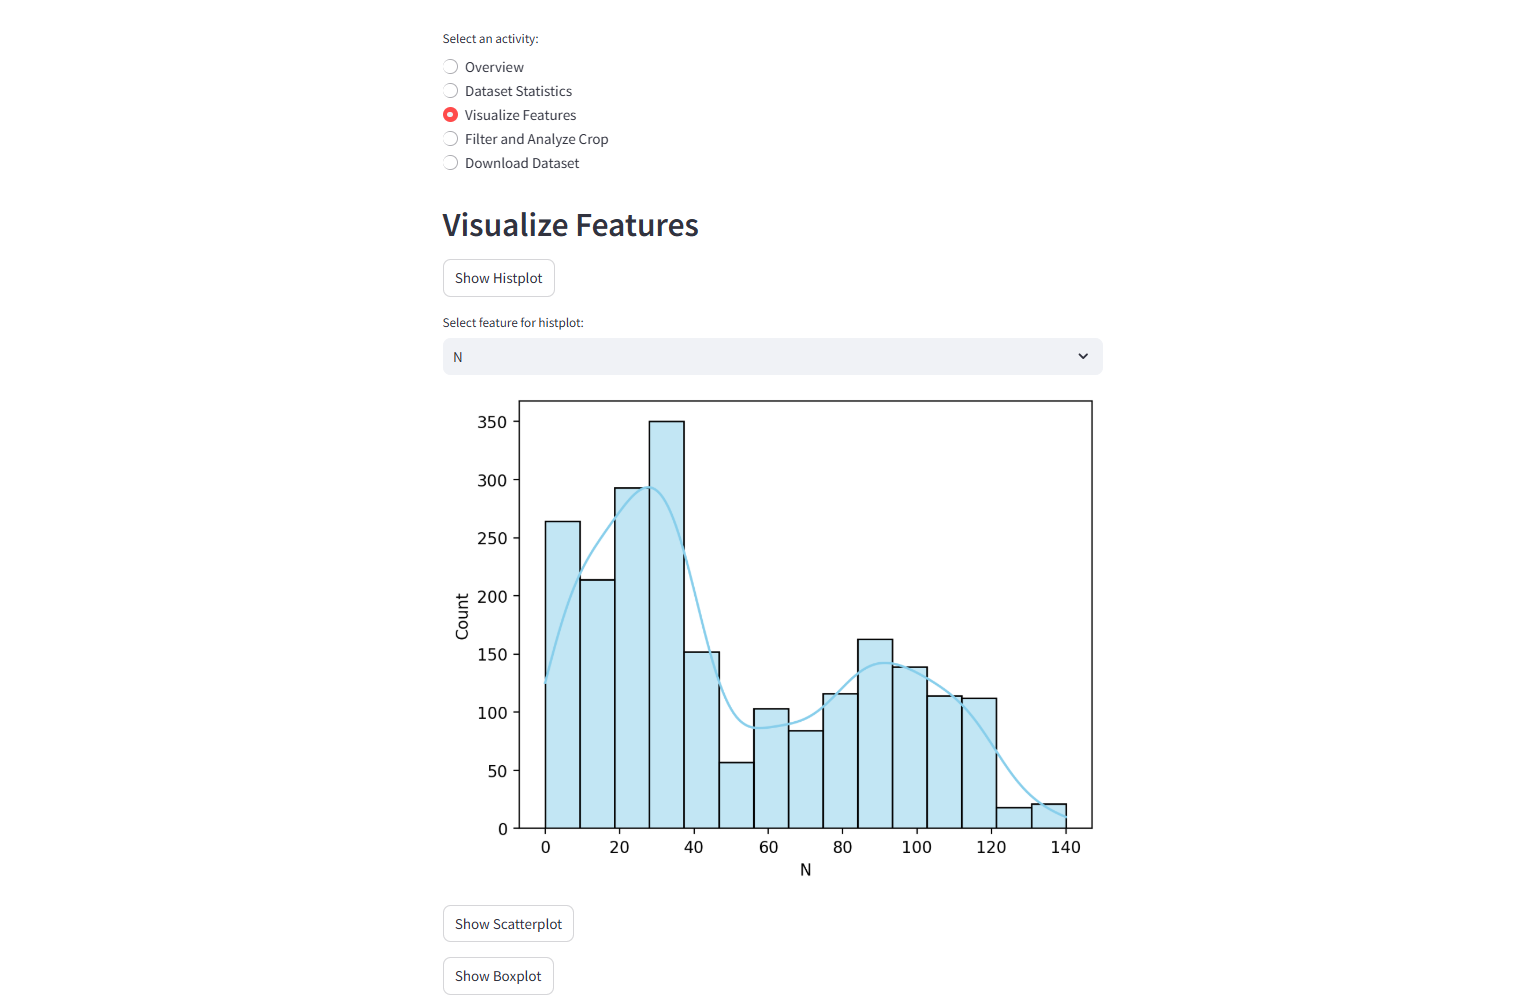 Select an activity:
Overview
Dataset Statistics
Visualize Features
Filter and Analyze Crop
Download Dataset
Visualize Features
Show Histplot
Select feature for histplot:
N
350
300
250
200
150
100
50
0
Count
0 20 40 60 80 100 120 140
N
Show Scatterplot
Show Boxplot